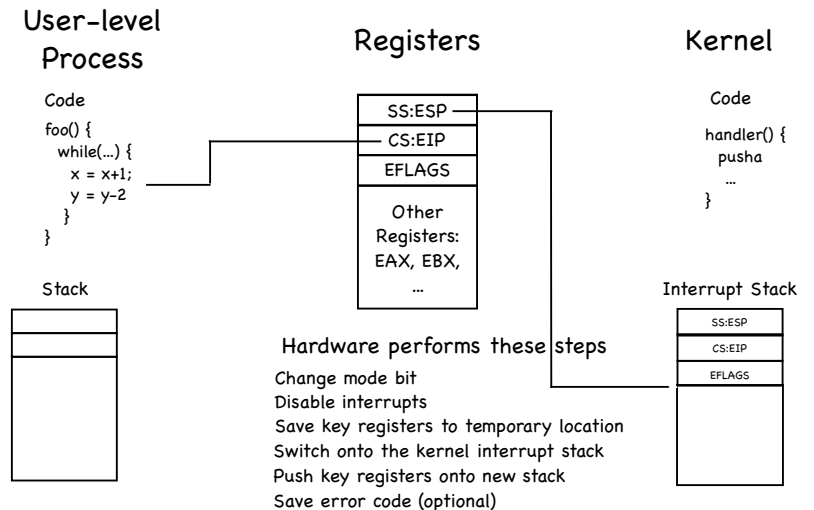 User-level
Process
Registers
Kernel
Code
foo() {
while(...) {
x = x+1;
y = y-2
}
}
Stack
SS:ESP
CS:EIP
EFLAGS
Other
Registers:
EAX, EBX,
...
Code
handler() {
pusha
...
}
Interrupt Stack
SS:ESP
CS:EIP
EFLAGS
Hardware performs these steps
Change mode bit
Disable interrupts
Save key registers to temporary location
Switch onto the kernel interrupt stack
Push key registers onto new stack
Save error code (optional)